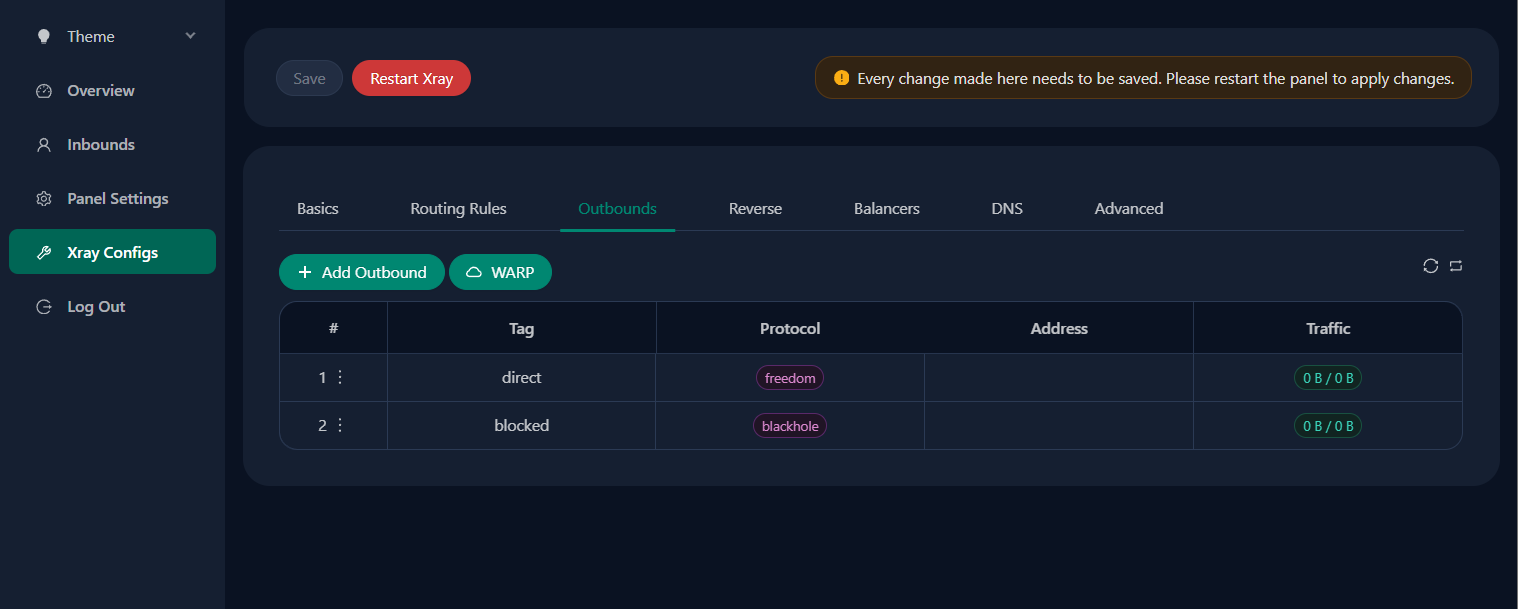 Theme
Overview
Inbounds
Panel Settings
Xray Configs
Log Out
Save
Restart Xray
Every change made here needs to be saved. Please restart the panel to apply changes.
Basics
Routing Rules
Outbounds
Reverse
Balancers
DNS
Advanced
Add Outbound
WARP
# Tag Protocol Address Traffic
1 direct freedom 0 B / 0 B
2 blocked blackhole 0 B / 0 B